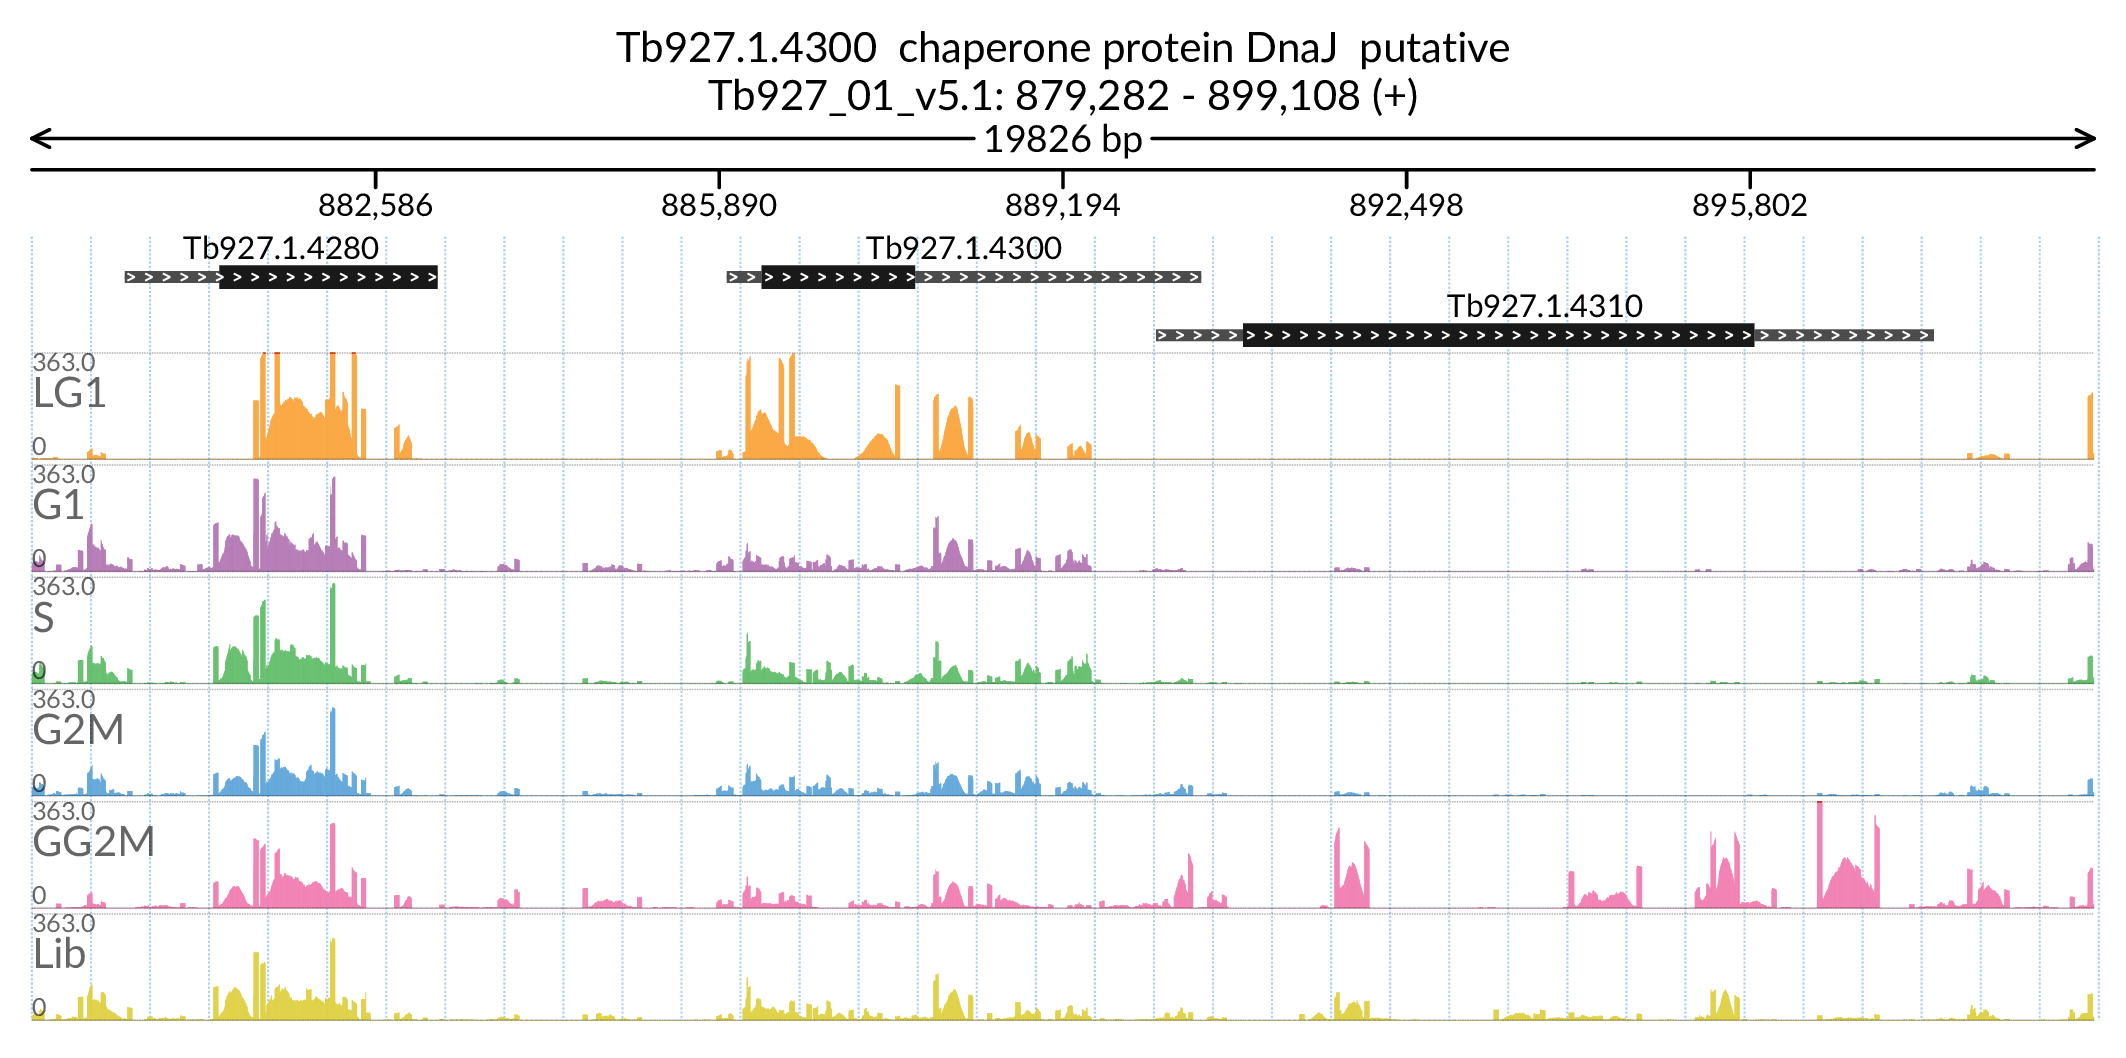 Tb927.1.4300  chaperone protein DnaJ  putative
Tb927_01_v5.1: 879,282 - 899,108 (+)
19826 bp
882,586 885,890 889,194 892,498 895,802
Tb927.1.4280 Tb927.1.4300
Tb927.1.4310
363.0
LG1
0
363.0
G1
0
363.0
S
0
363.0
G2M
0
363.0
GG2M
0
363.0
Lib
0